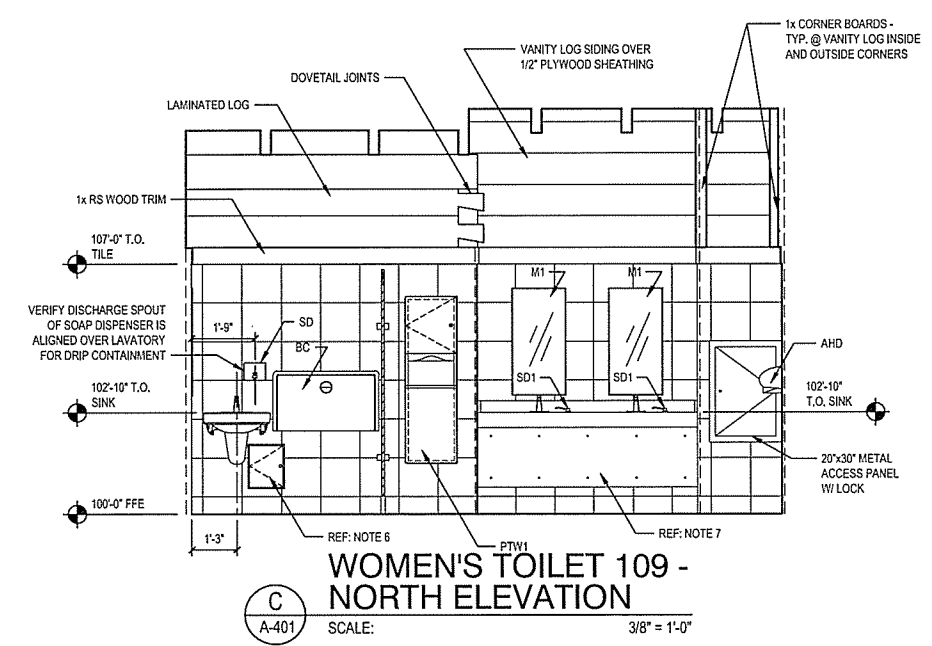 1x CORNER BOARDS -
TYP. @ VANITY LOG INSIDE
AND OUTSIDE CORNERS
VANITY LOG SIDING OVER
1/2" PLYWOOD SHEATHING
DOVETAIL JOINTS
LAMINATED LOG
1x RS WOOD TRIM
107'-0" T.O.
TILE
M1
M1
VERIFY DISCHARGE SPOUT
OF SOAP DISPENSER IS
ALIGNED OVER LAVATORY
FOR DRIP CONTAINMENT
1'-9"
SD
BC
AHD
SD1
SD1
102'-10" T.O.
SINK
102'-10"
T.O. SINK
20"x30" METAL
ACCESS PANEL
W/ LOCK
100'-0" FFE
1'-3"
REF: NOTE 6
PTW1
REF: NOTE 7
WOMEN'S TOILET 109 -
NORTH ELEVATION
C
A-401
SCALE:
3/8" = 1'-0"